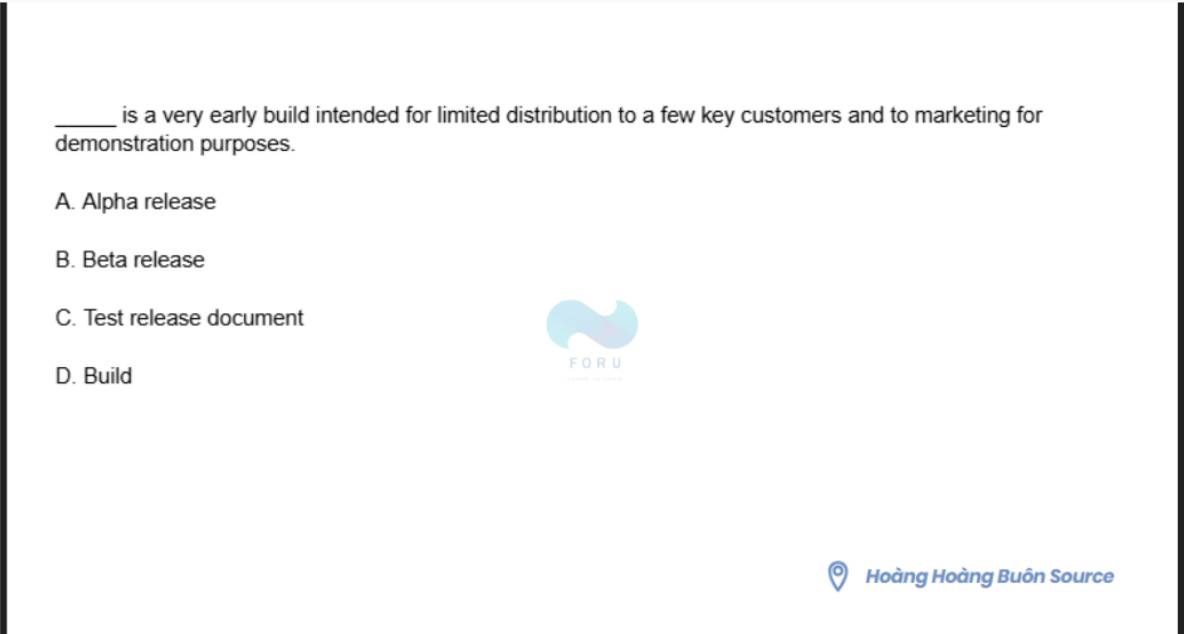 _____ is a very early build intended for limited distribution to a few key customers and to marketing for
demonstration purposes.
A. Alpha release
B. Beta release
C. Test release document
D. Build
FORU
Hoàng Hoàng Buôn Source